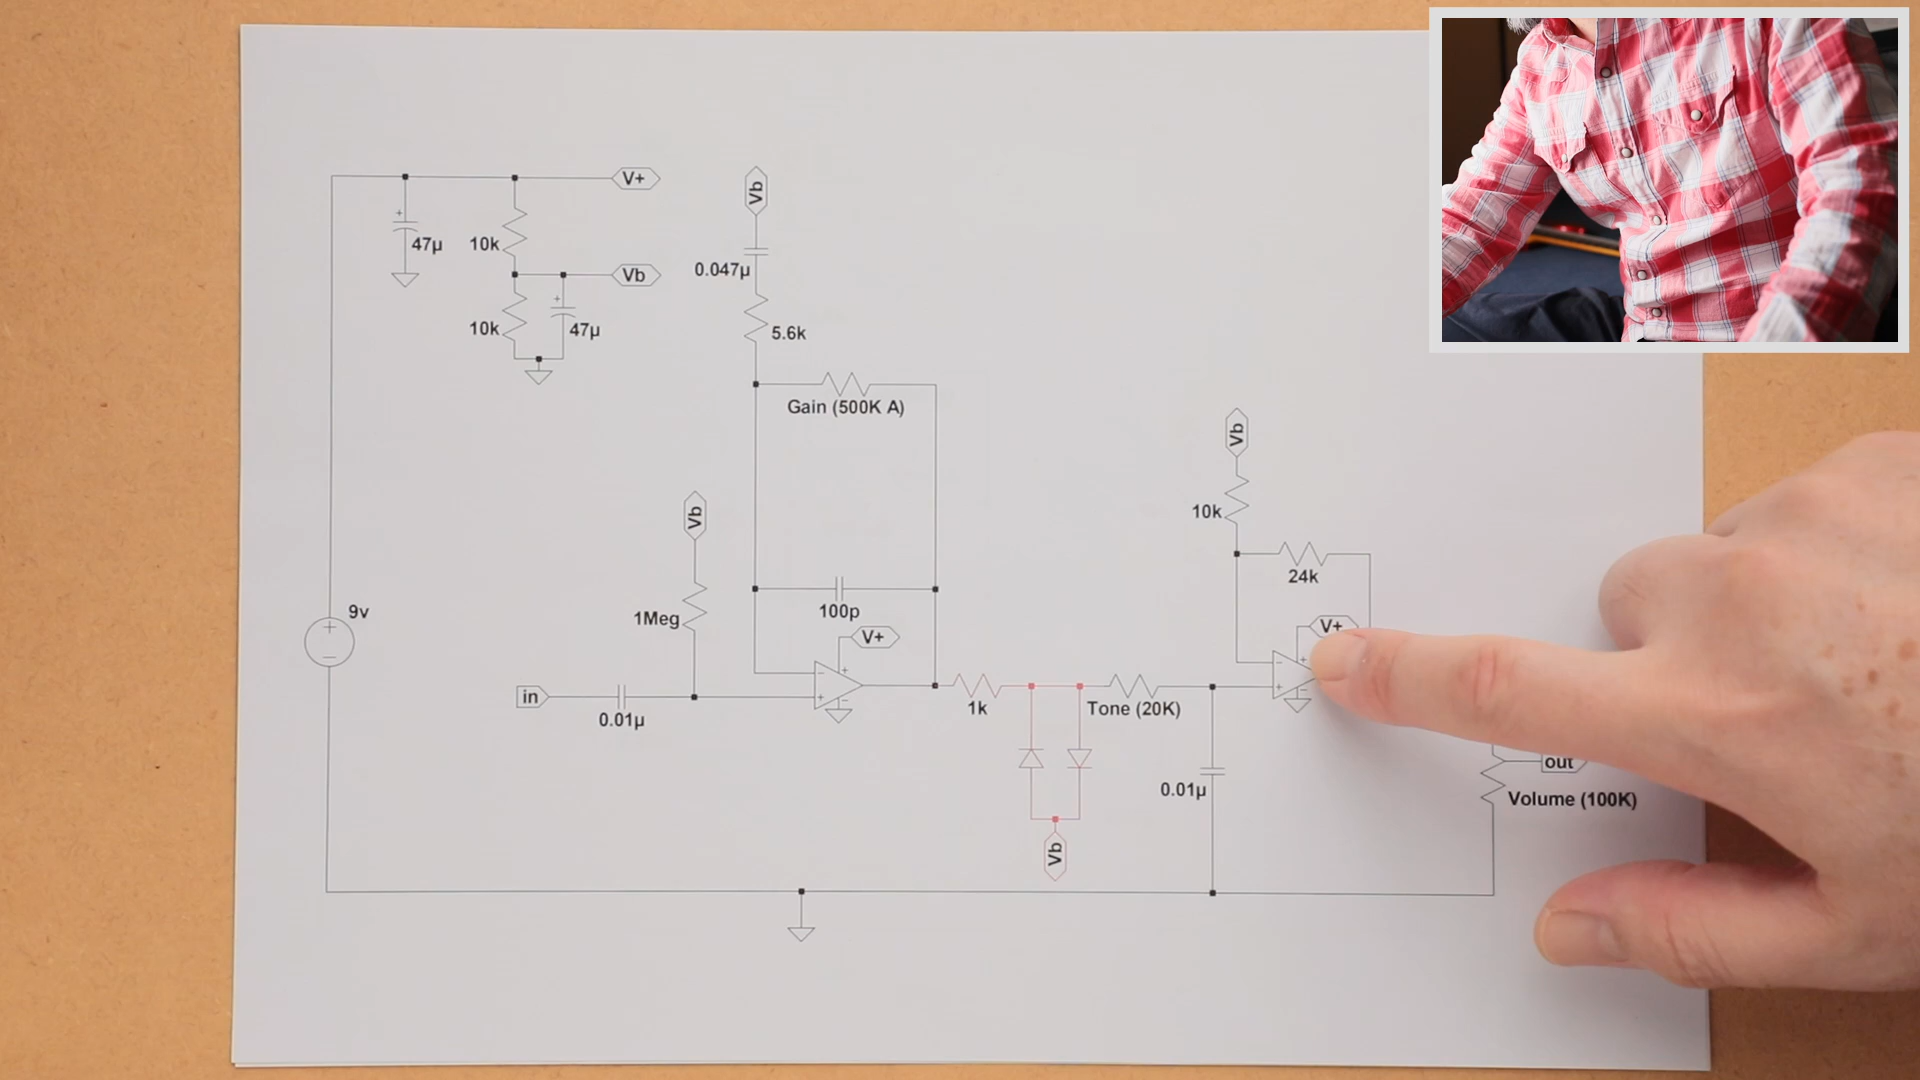 V+
Vb
47µ
10k
Vb
0.047µ
10k
47µ
5.6k
Gain (500K A)
Vb
10k
Vb
24k
9v
1Meg
100p
V+
V+
in
0.01µ
1k
Tone (20K)
out
0.01µ
Volume (100K)
Vb